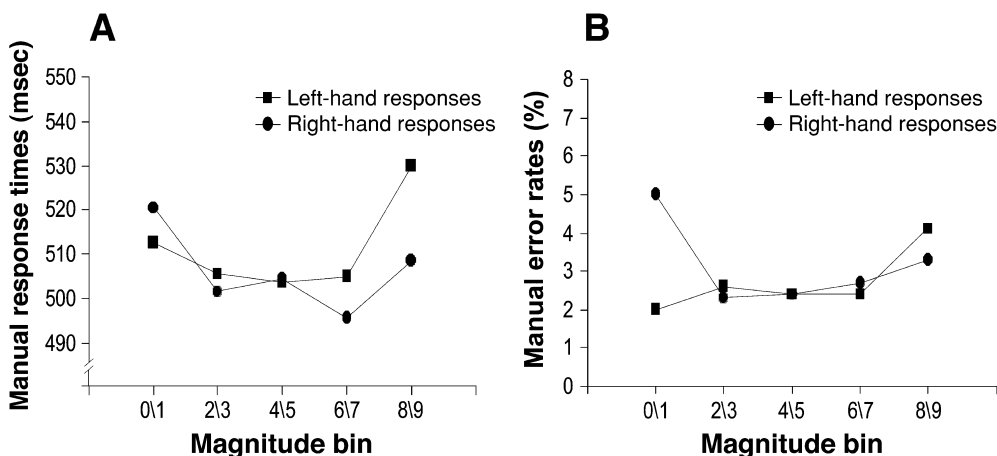 A
Manual response times (msec)
550
540
530
520
510
500
490
Left-hand responses
Right-hand responses
0\1 2\3 4\5 6\7 8\9
Magnitude bin
B
Manual error rates (%)
8
7
6
5
4
3
2
1
0
Left-hand responses
Right-hand responses
0\1 2\3 4\5 6\7 8\9
Magnitude bin